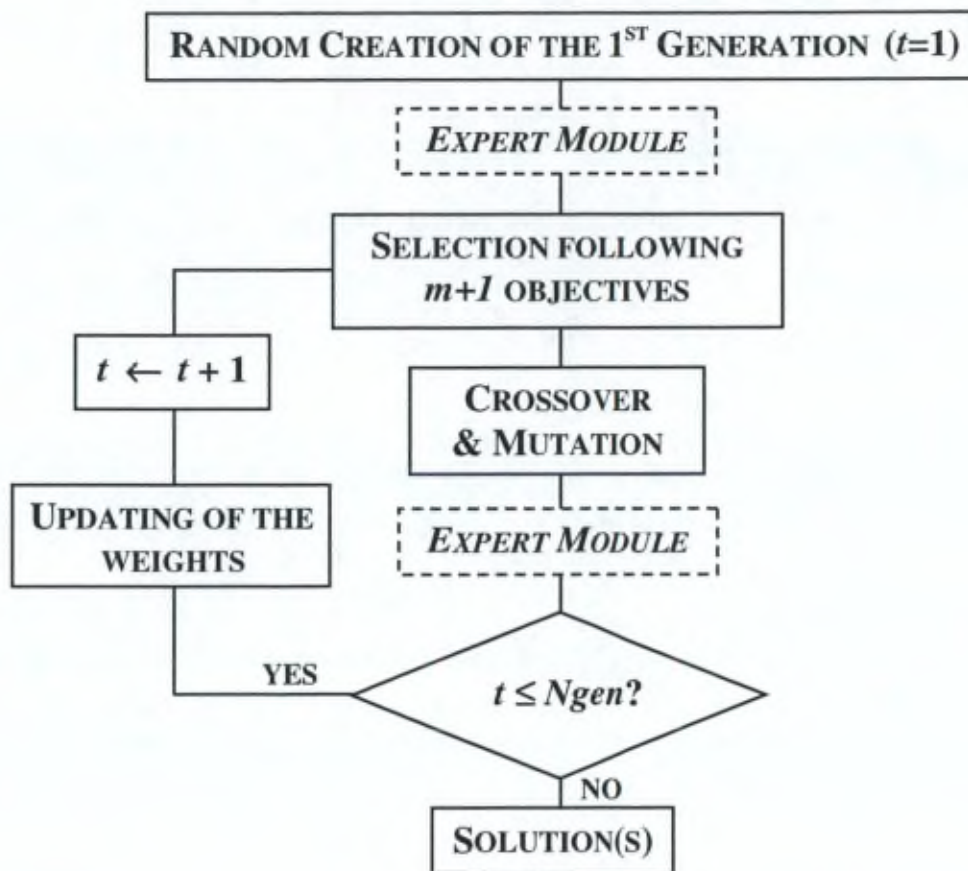 RANDOM CREATION OF THE 1ST GENERATION (t=1)
EXPERT MODULE
SELECTION FOLLOWING
m+1 OBJECTIVES
t ← t + 1
CROSSOVER
& MUTATION
UPDATING OF THE
WEIGHTS
EXPERT MODULE
YES
t ≤ Ngen?
NO
SOLUTION(S)